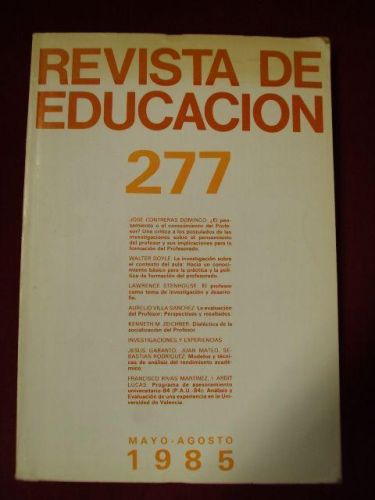 REVISTA DE
EDUCACION
277
JOSE CONTRERAS DOMINGO: ¿El pen-
samiento o el conocimiento del Profe-
sor? Una crítica a los postulados de las
investigaciones sobre el pensamiento
del profesor y sus implicaciones para la
formación del Profesorado.
WALTER DOYLE: La investigación sobre
el contexto del aula: Hacia un conoci-
miento básico para la práctica y la polí-
tica de formación del profesorado.
LAWRENCE STENHOUSE: El profesor
como tema de investigación y desarro-
llo.
AURELIO VILLA SANCHEZ: La evaluación
del Profesor: Perspectivas y resultados.
KENNETH M. ZEICHNER: Dialéctica de la
socialización del Profesor.
INVESTIGACIONES Y EXPERIENCIAS
JESUS GARANTO, JUAN MATEO, SE-
BASTIAN RODRIGUEZ: Modelos y técni-
cas de análisis del rendimiento acadé-
mico.
FRANCISCO RIVAS MARTINEZ, I. ARDIT
LUCAS: Programa de asesoramiento
universitario-84 (P.A.U.-84): Análisis y
Evaluación de una experiencia en la Uni-
versidad de Valencia.
MAYO-AGOSTO
1985